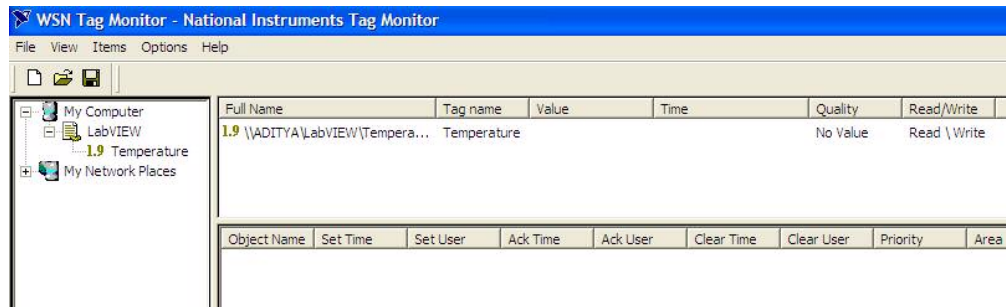 WSN Tag Monitor - National Instruments Tag Monitor
File View Items Options Help
My Computer
LabVIEW
1.9 Temperature
My Network Places
Full Name Tag name Value Time Quality Read/Write
1.9 \\ADITYA\LabVIEW\Tempera... Temperature No Value Read \ Write
Object Name Set Time Set User Ack Time Ack User Clear Time Clear User Priority Area